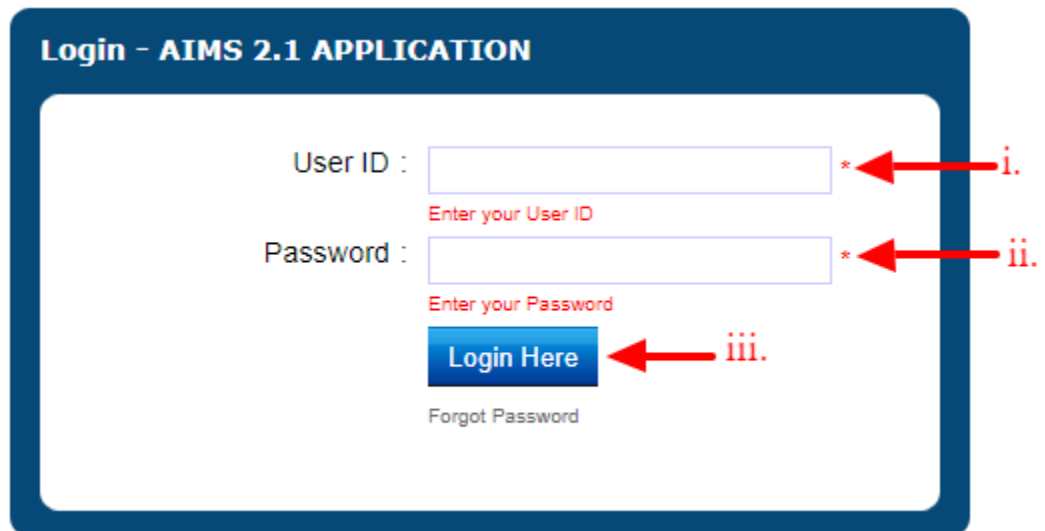 Login - AIMS 2.1 APPLICATION
User ID : * i.
Enter your User ID
Password : * ii.
Enter your Password
Login Here iii.
Forgot Password